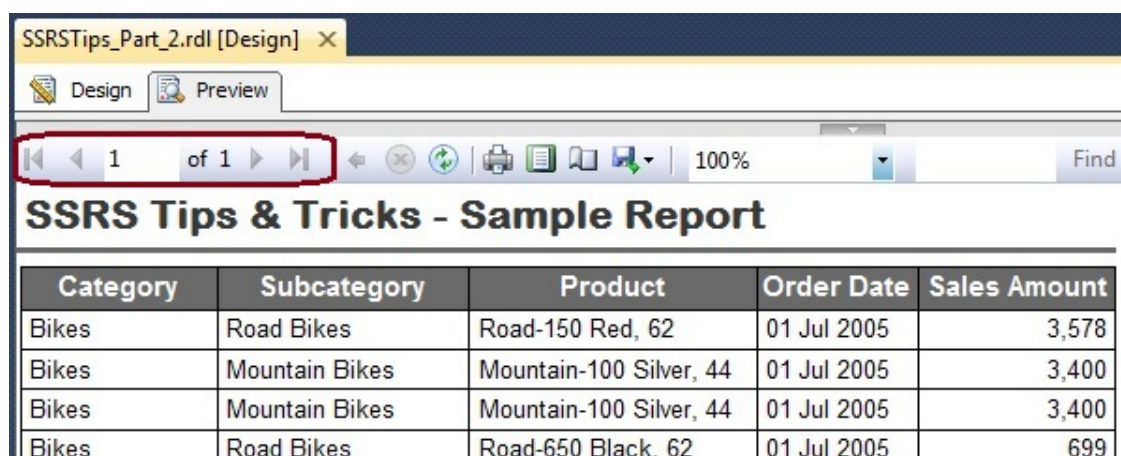 SSRSTips_Part_2.rdl [Design]
Design Preview
1 of 1 100% Find
SSRS Tips & Tricks - Sample Report
Category Subcategory Product Order Date Sales Amount
Bikes Road Bikes Road-150 Red, 62 01 Jul 2005 3,578
Bikes Mountain Bikes Mountain-100 Silver, 44 01 Jul 2005 3,400
Bikes Mountain Bikes Mountain-100 Silver, 44 01 Jul 2005 3,400
Bikes Road Bikes Road-650 Black, 62 01 Jul 2005 699